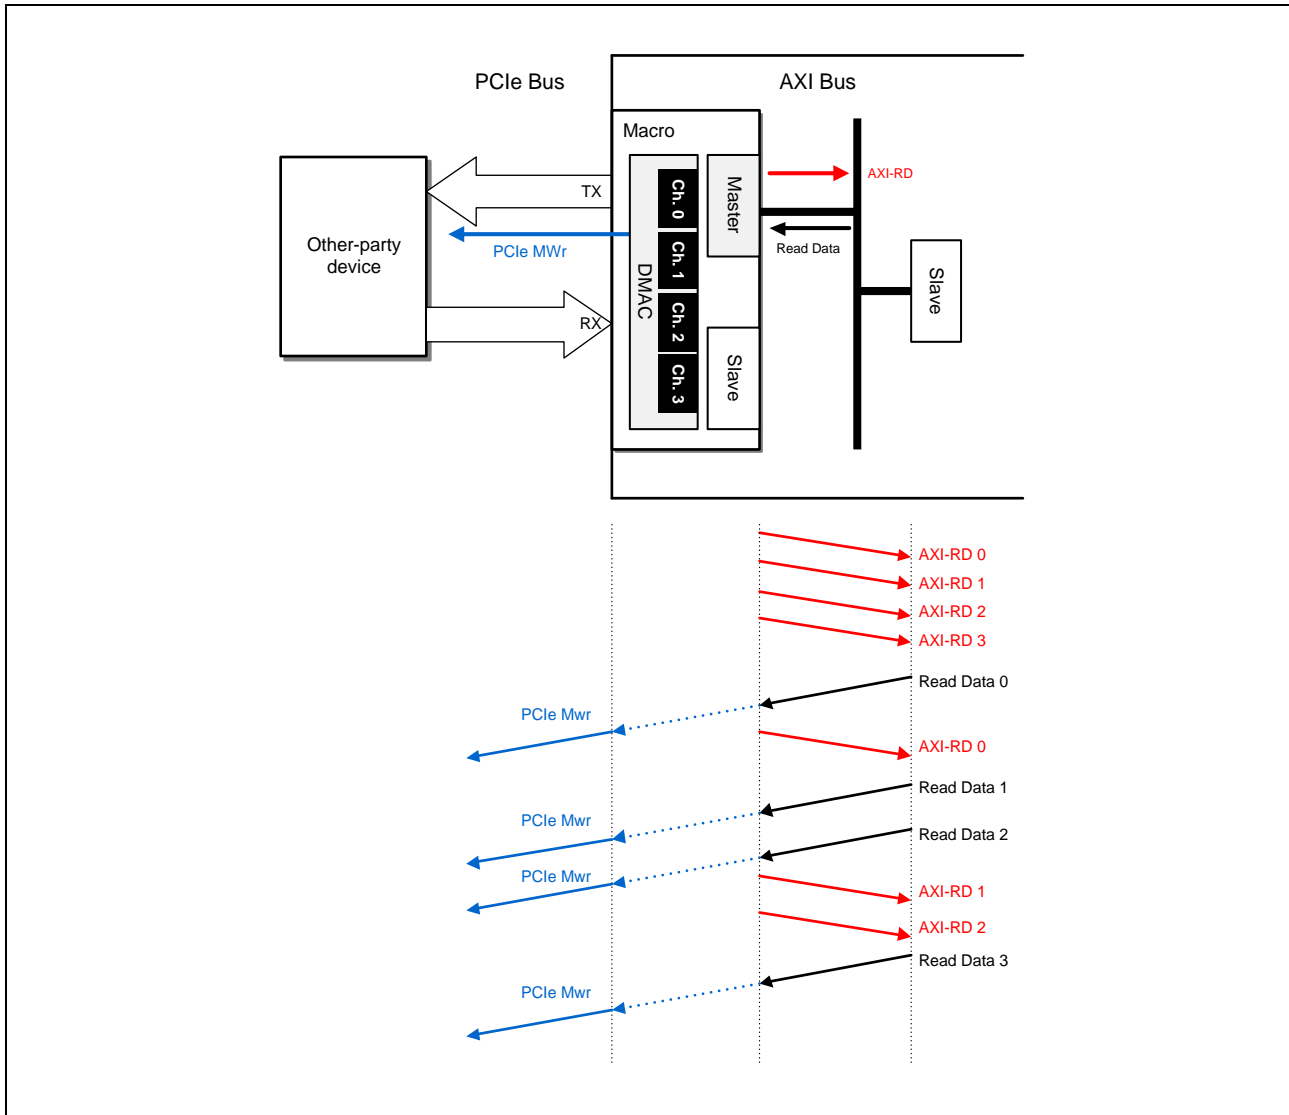 PCIe Bus
AXI Bus
Macro
Other-party
device
TX
PCIe MWr
RX
DMAC
Ch. 0
Ch. 1
Ch. 2
Ch. 3
Master
Slave
AXI-RD
Read Data
Slave
AXI-RD 0
AXI-RD 1
AXI-RD 2
AXI-RD 3
Read Data 0
PCIe Mwr
AXI-RD 0
Read Data 1
PCIe Mwr
Read Data 2
PCIe Mwr
AXI-RD 1
AXI-RD 2
Read Data 3
PCIe Mwr